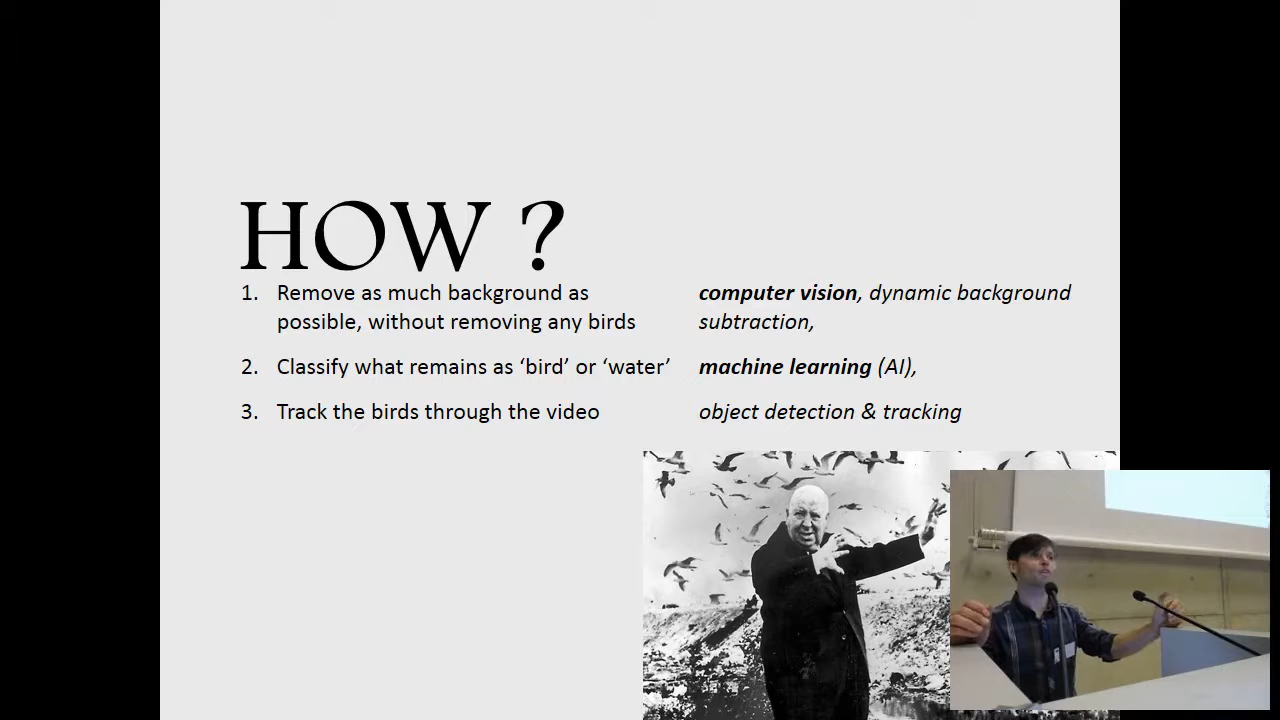 HOW ?
1. Remove as much background as
possible, without removing any birds
computer vision, dynamic background
subtraction,
2. Classify what remains as ‘bird’ or ‘water’
machine learning (AI),
3. Track the birds through the video
object detection & tracking